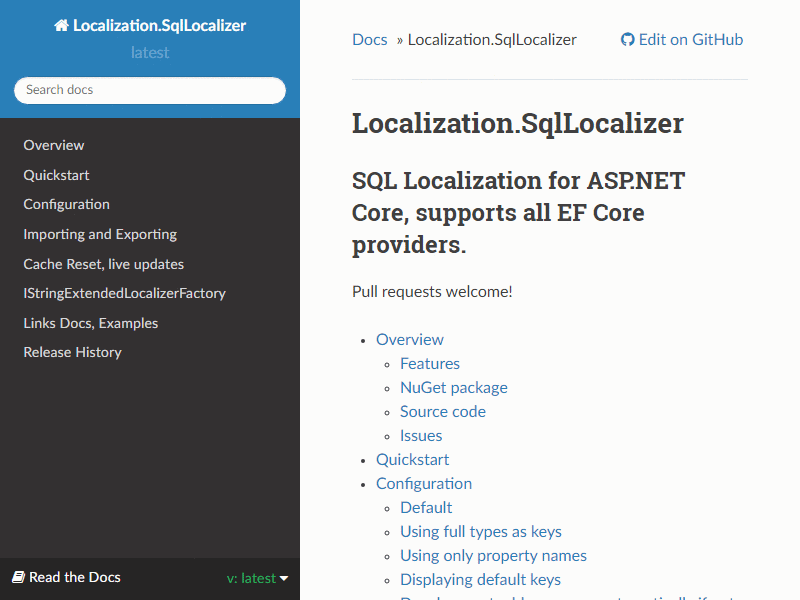 Localization.SqlLocalizer
latest
Search docs
Overview
Quickstart
Configuration
Importing and Exporting
Cache Reset, live updates
IStringExtendedLocalizerFactory
Links Docs, Examples
Release History
Read the Docs
v: latest
Docs » Localization.SqlLocalizer
Edit on GitHub
Localization.SqlLocalizer
SQL Localization for ASP.NET
Core, supports all EF Core
providers.
Pull requests welcome!
Overview
Features
NuGet package
Source code
Issues
Quickstart
Configuration
Default
Using full types as keys
Using only property names
Displaying default keys